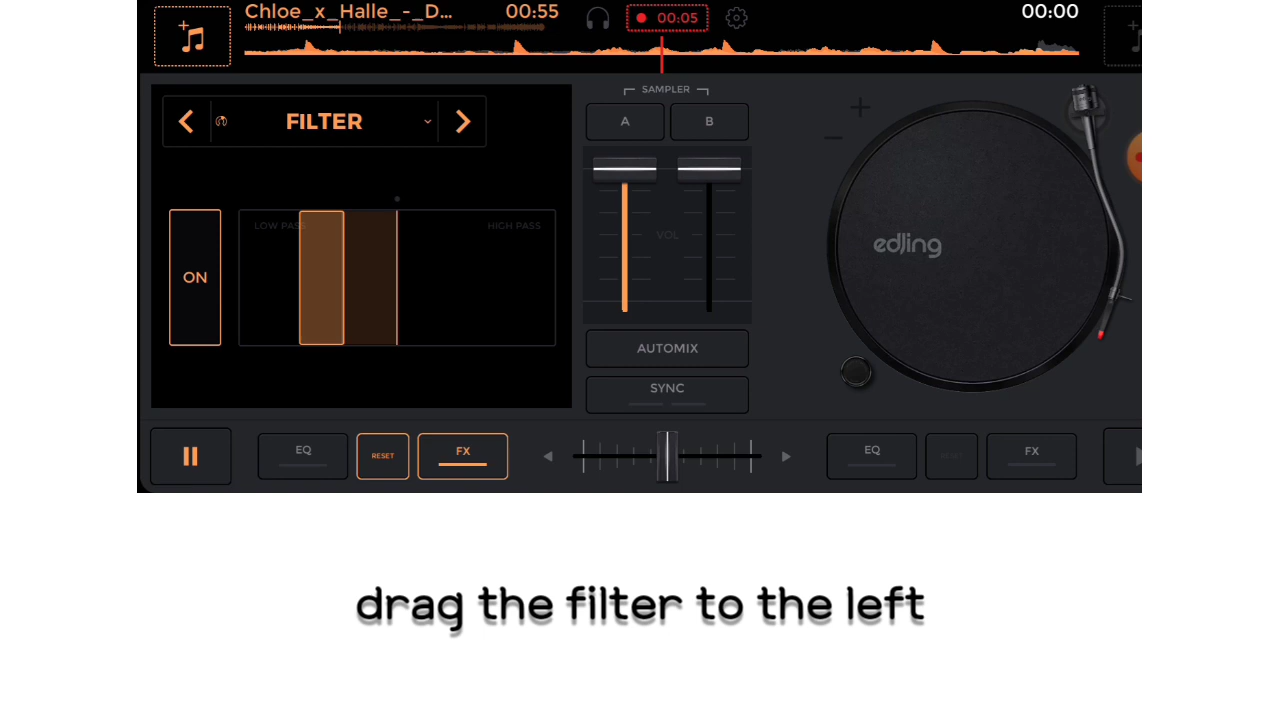 Chloe_x_Halle_-_D...
00:55
00:05
00:00
SAMPLER
A
B
FILTER
LOW PASS
HIGH PASS
ON
VOL
edjing
AUTOMIX
SYNC
EQ
RESET
FX
EQ
RESET
FX
drag the filter to the left